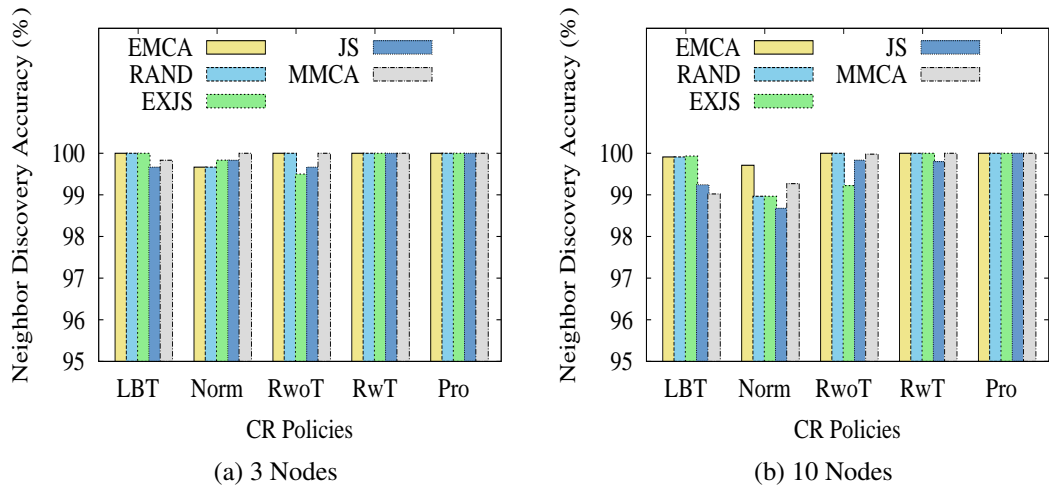 Neighbor Discovery Accuracy (%)
EMCA
RAND
EXJS
JS
MMCA
100
99
98
97
96
95
LBT Norm RwoT RwT Pro
CR Policies
(a) 3 Nodes
Neighbor Discovery Accuracy (%)
EMCA
RAND
EXJS
JS
MMCA
100
99
98
97
96
95
LBT Norm RwoT RwT Pro
CR Policies
(b) 10 Nodes